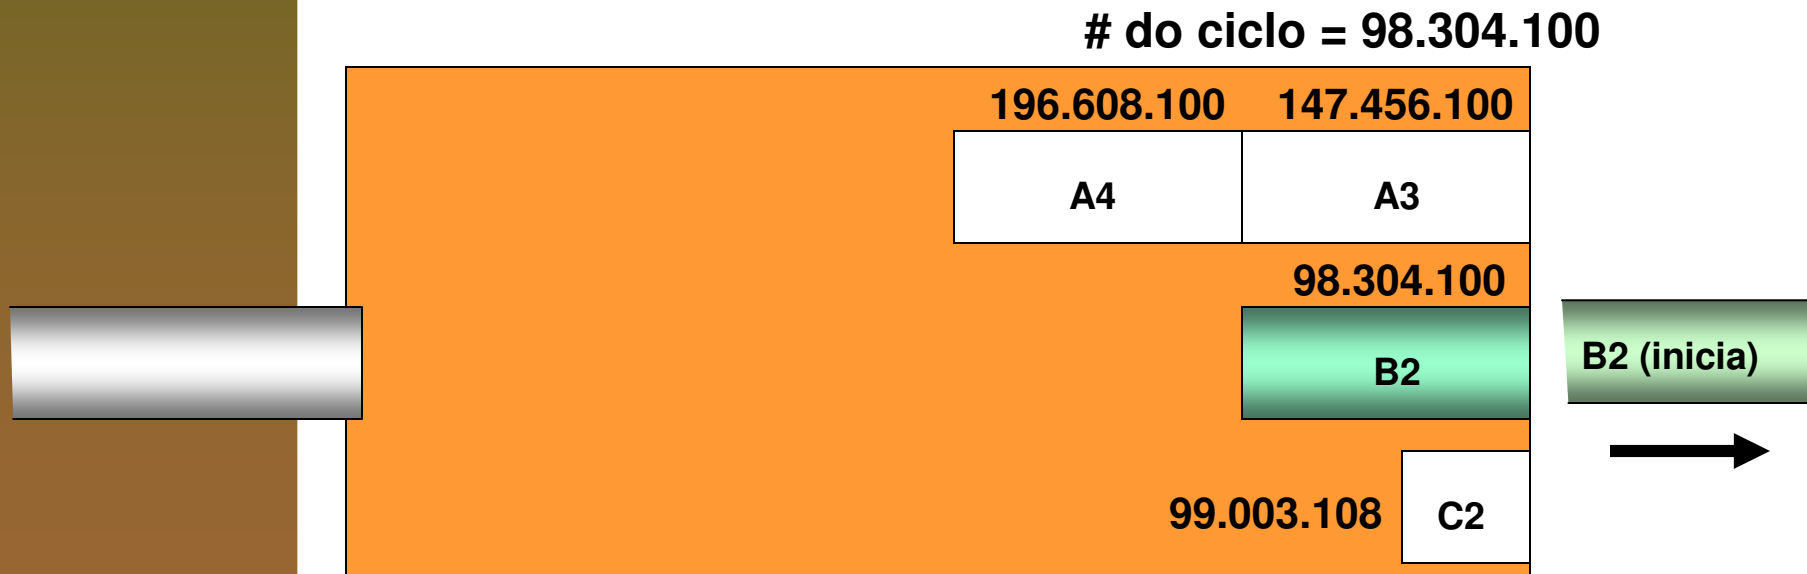 # do ciclo = 98.304.100
196.608.100 147.456.100
A4 A3
98.304.100
B2
B2 (inicia)
99.003.108 C2